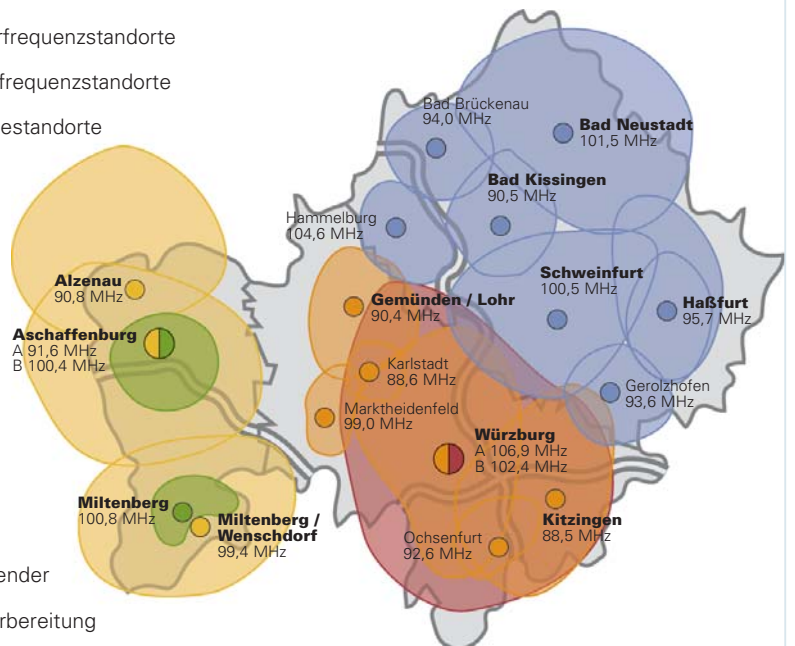 rfrequenzstandorte
frequenzstandorte
estandorte
Bad Brückenau
94,0 MHz
Bad Neustadt
101,5 MHz
Bad Kissingen
90,5 MHz
Hammelburg
104,6 MHz
Schweinfurt
100,5 MHz
Haßfurt
95,7 MHz
Alzenau
90,8 MHz
Gemünden / Lohr
90,4 MHz
Aschaffenburg
A 91,6 MHz
B 100,4 MHz
Karlstadt
88,6 MHz
Gerolzhofen
93,6 MHz
Marktheidenfeld
99,0 MHz
Würzburg
A 106,9 MHz
B 102,4 MHz
Miltenberg
100,8 MHz
Miltenberg /
Wenschdorf
99,4 MHz
Kitzingen
88,5 MHz
Ochsenfurt
92,6 MHz
ender
rbereitung